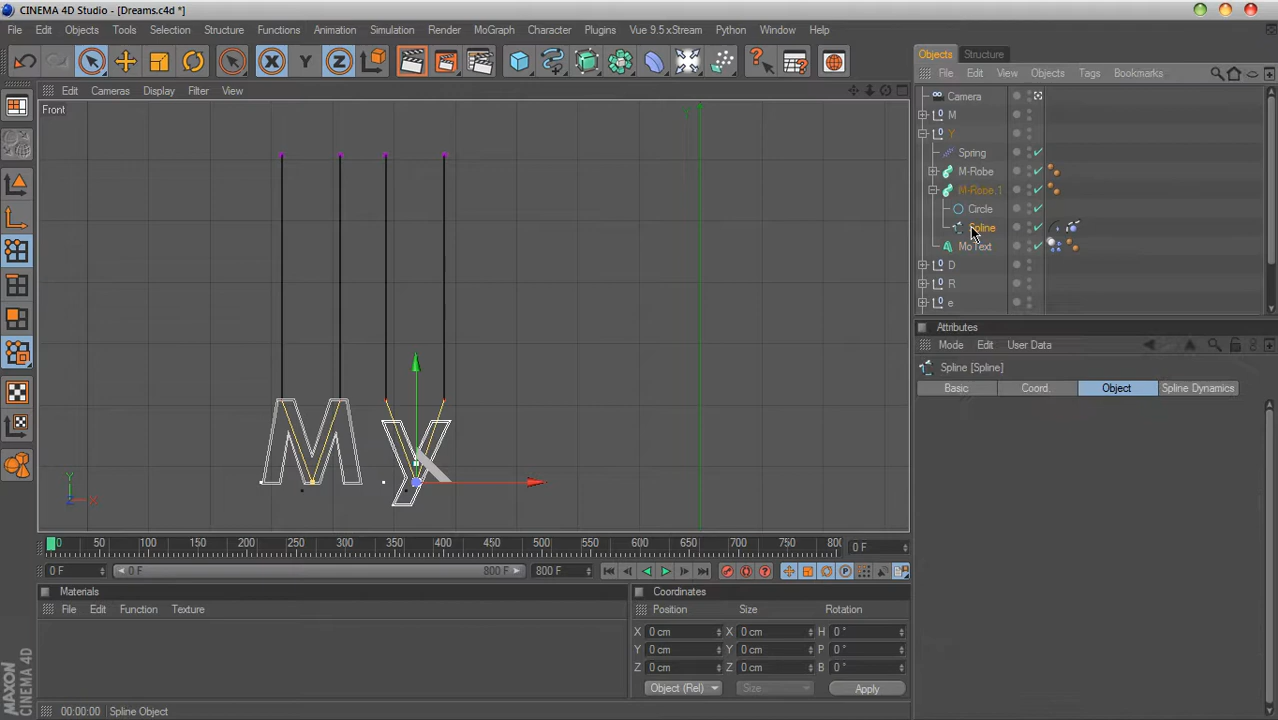 CINEMA 4D Studio - [Dreams.c4d *]
File Edit Objects Tools Selection Structure Functions Animation Simulation Render MoGraph Character Plugins Vue 9.5 xStream Python Window Help
X Y Z
Objects Structure
File Edit View Objects Tags Bookmarks
Edit Cameras Display Filter View
Front
Camera
M
Y
Spring
M-Robe
M-Robe.1
Circle
Spline
MoText
D
R
e
Attributes
Mode Edit User Data
Spline [Spline]
Basic Coord. Object Spline Dynamics
M y
Y
Z X
0 50 100 150 200 250 300 350 400 450 500 550 600 650 700 750 800
0 F
0 F 0 F 800 F 800 F
Materials
File Edit Function Texture
Coordinates
Position Size Rotation
X 0 cm X 0 cm H 0 °
Y 0 cm Y 0 cm P 0 °
Z 0 cm Z 0 cm B 0 °
Object (Rel) Size Apply
MAXON CINEMA 4D
00:00:00 Spline Object